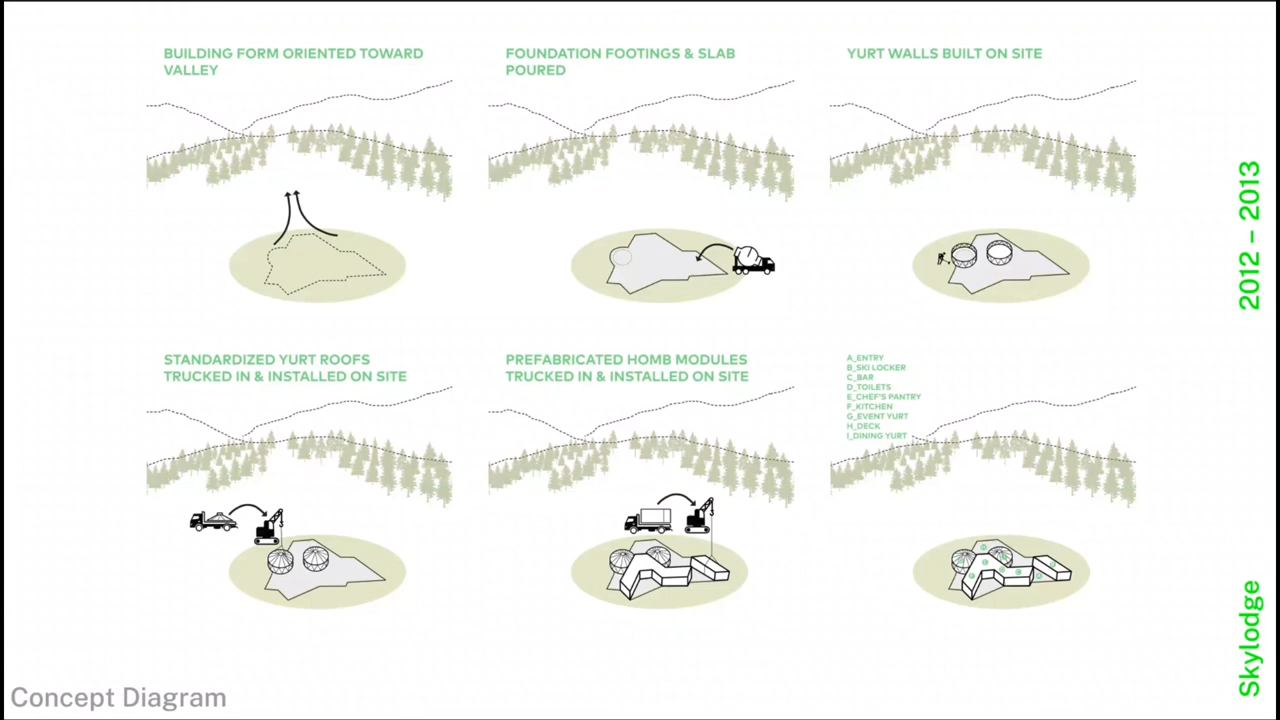 BUILDING FORM ORIENTED TOWARD
VALLEY
FOUNDATION FOOTINGS & SLAB
POURED
YURT WALLS BUILT ON SITE
STANDARDIZED YURT ROOFS
TRUCKED IN & INSTALLED ON SITE
PREFABRICATED HOMB MODULES
TRUCKED IN & INSTALLED ON SITE
A_ENTRY
B_SKI LOCKER
C_BAR
D_TOILETS
E_CHEF'S PANTRY
F_KITCHEN
G_EVENT YURT
H_DECK
I_DINING YURT
2012 – 2013
Skylodge
Concept Diagram